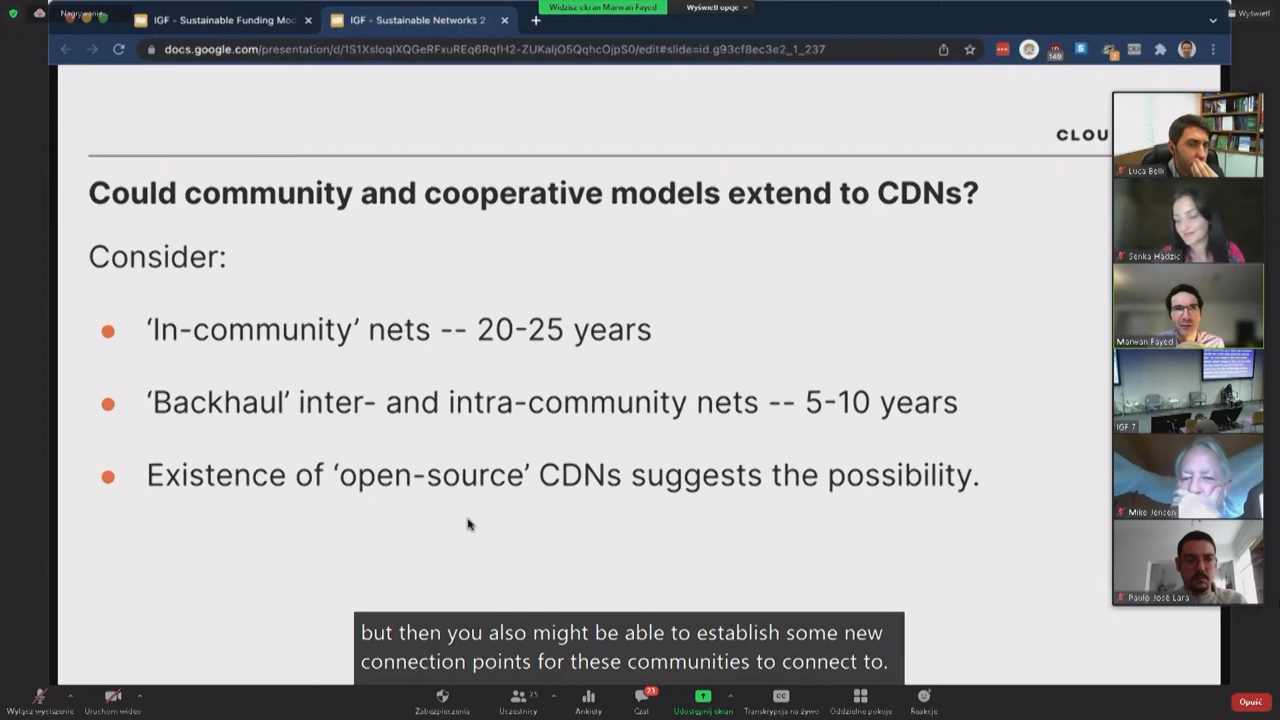 Nagrywanie
IGF - Sustainable Funding Mod
IGF - Sustainable Networks 2
Widzisz ekran Marwan Fayed
Wyświetl opcje
Wyświetl
docs.google.com/presentation/d/1S1XsloqIXQGeRFxuREq6RqfH2-ZUKaljO5QqhcOjpS0/edit#slide=id.g93cf8ec3e2_1_237
CLOU
Could community and cooperative models extend to CDNs?
Consider:
'In-community' nets -- 20-25 years
'Backhaul' inter- and intra-community nets -- 5-10 years
Existence of 'open-source' CDNs suggests the possibility.
Luca Belli
Senka Hadzic
Marwan Fayed
IGF 7
Mike Jensen
Paulo José Lara
but then you also might be able to establish some new
connection points for these communities to connect to.
Wyłącz wyciszenie
Uruchom wideo
Zabezpieczenia
Uczestnicy
Ankiety
23
Czat
Udostępnij ekran
Transkrypcja na żywo
Oddzielne pokoje
Reakcje
Opuść